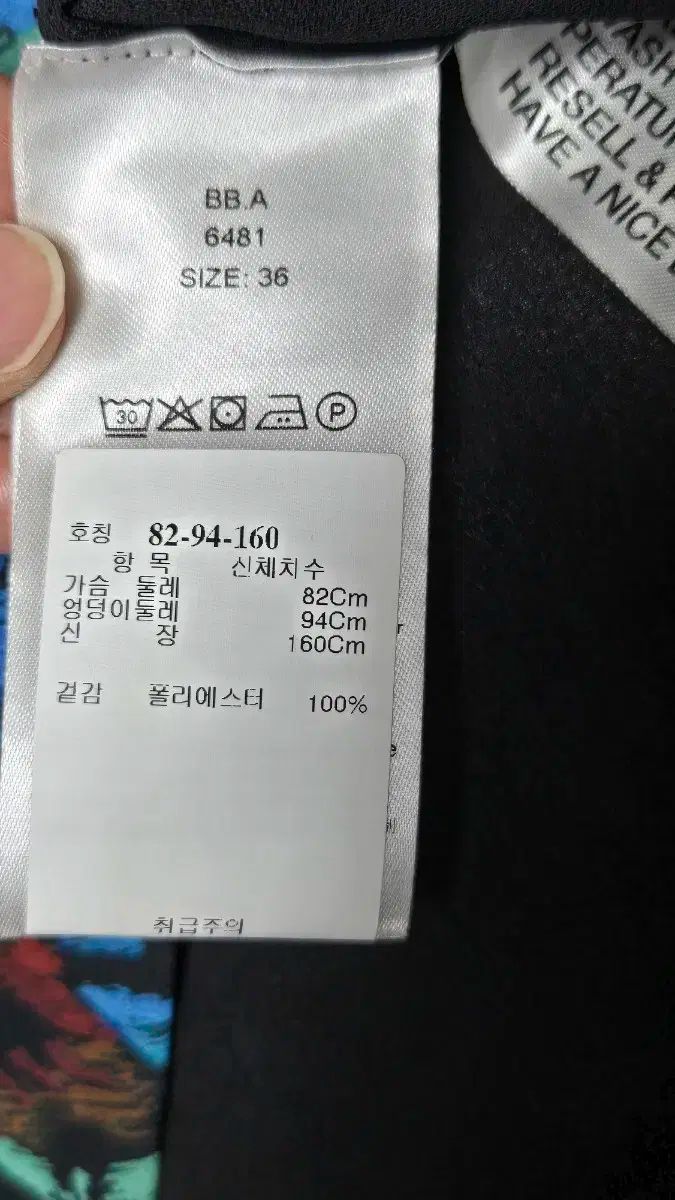 BB.A
6481
SIZE: 36
30
P
호칭 82-94-160
항 목 신체치수
가슴 둘레 82Cm
엉덩이둘레 94Cm
신 장 160Cm
겉감 폴리에스터 100%
취급주의
RESELL &
HAVE A NICE